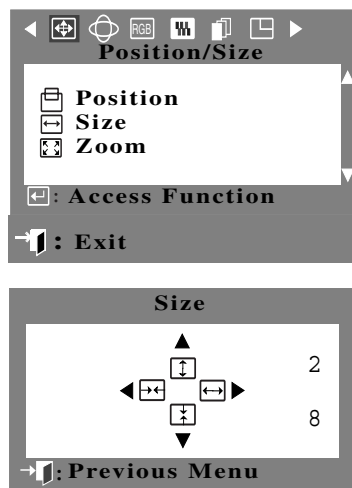 RGB
Position/Size
Position
Size
Zoom
: Access Function
: Exit
Size
2
8
: Previous Menu